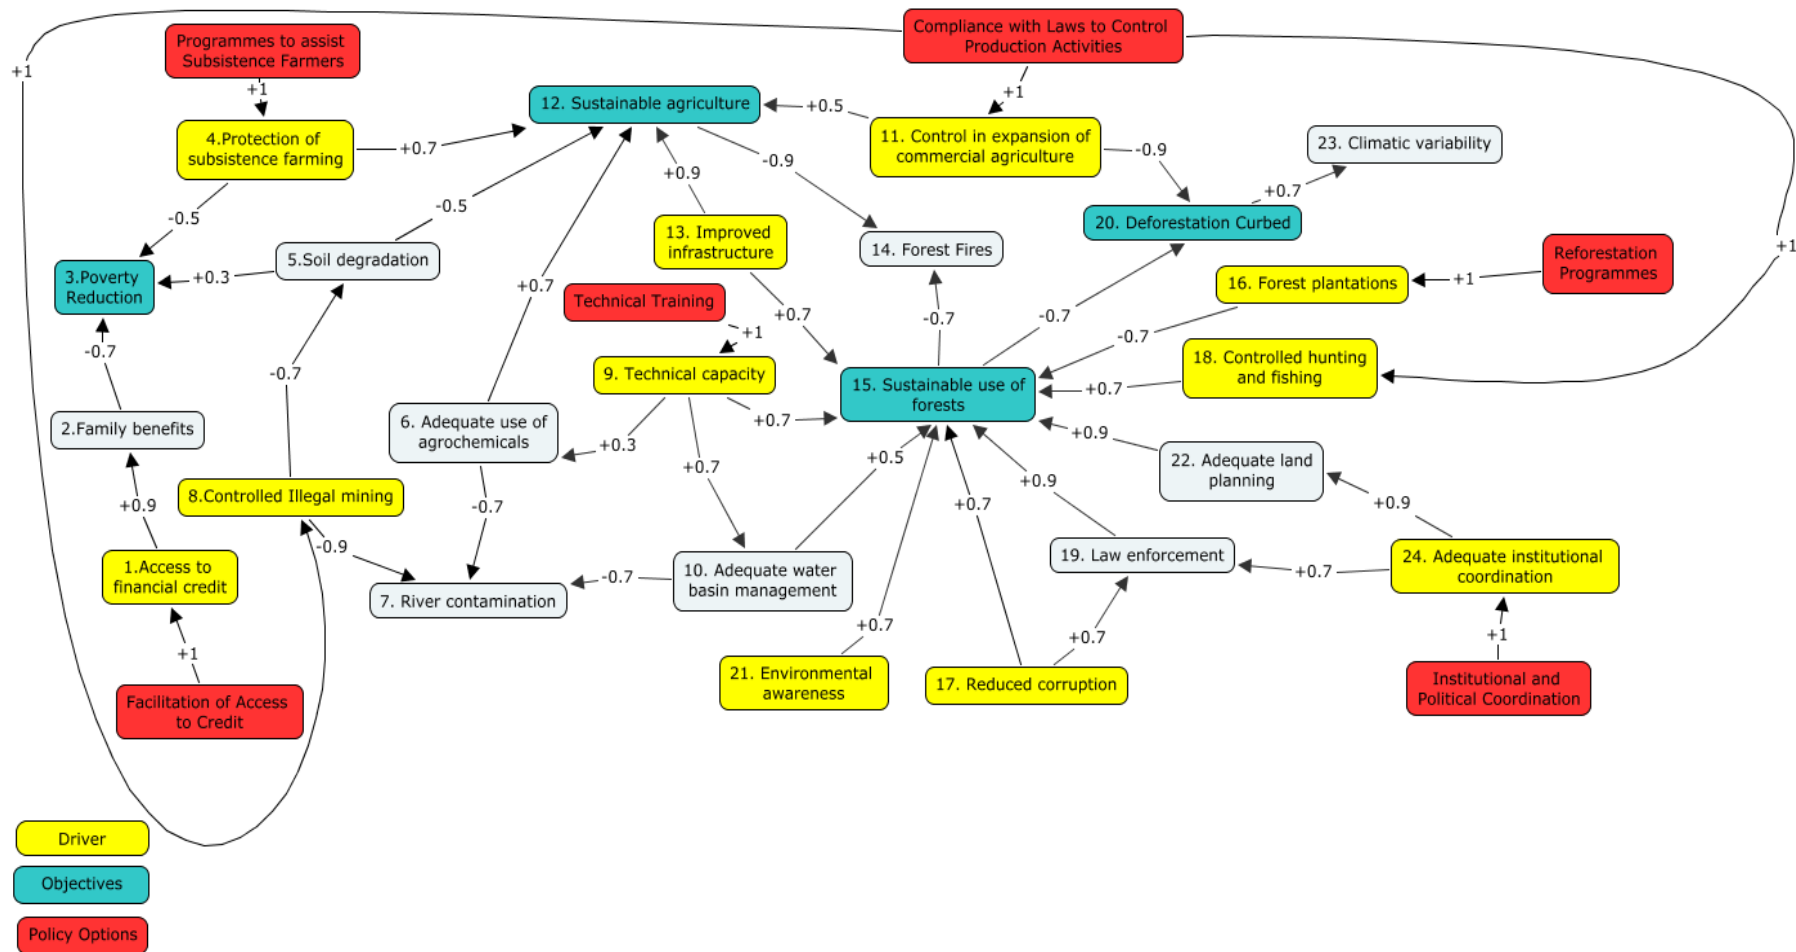 Compliance with Laws to Control
Production Activities
Programmes to assist
Subsistence Farmers
+1
+1
+1
12. Sustainable agriculture
+0.5
11. Control in expansion of
commercial agriculture
4.Protection of
subsistence farming
+0.7
-0.9
-0.9
23. Climatic variability
+0.9
+0.7
-0.5
-0.5
20. Deforestation Curbed
13. Improved
infrastructure
14. Forest Fires
+1
5.Soil degradation
3.Poverty
Reduction
+0.3
+0.7
Reforestation
Programmes
16. Forest plantations
+1
Technical Training
+0.7
-0.7
-0.7
-0.7
+1
-0.7
-0.7
9. Technical capacity
18. Controlled hunting
and fishing
15. Sustainable use of
forests
+0.7
2.Family benefits
6. Adequate use of
agrochemicals
+0.7
+0.9
+0.3
+0.7
+0.5
22. Adequate land
planning
+0.9
8.Controlled Illegal mining
+0.9
-0.7
+0.7
+0.9
-0.9
19. Law enforcement
24. Adequate institutional
coordination
1.Access to
financial credit
10. Adequate water
basin management
-0.7
+0.7
7. River contamination
+0.7
+0.7
+1
+1
21. Environmental
awareness
17. Reduced corruption
Institutional and
Political Coordination
Facilitation of Access
to Credit
Driver
Objectives
Policy Options